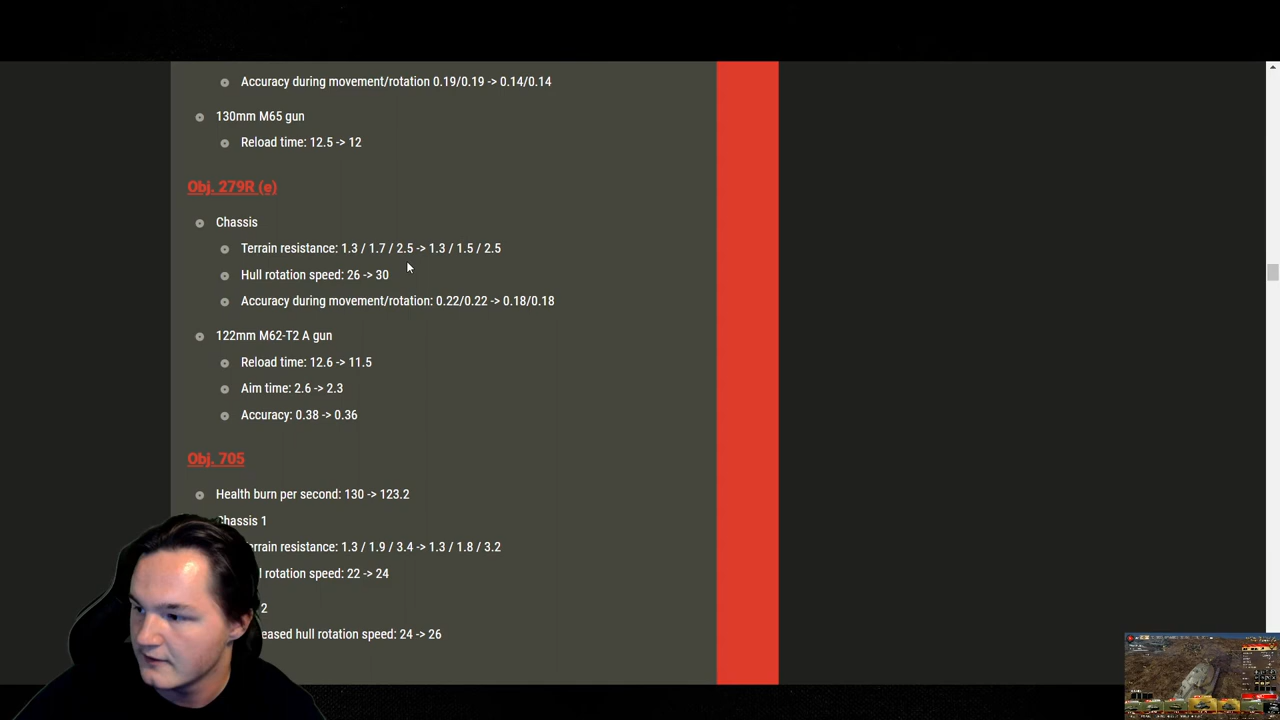 Accuracy during movement/rotation 0.19/0.19 -> 0.14/0.14
130mm M65 gun
Reload time: 12.5 -> 12
Obj. 279R (e)
Chassis
Terrain resistance: 1.3 / 1.7 / 2.5 -> 1.3 / 1.5 / 2.5
Hull rotation speed: 26 -> 30
Accuracy during movement/rotation: 0.22/0.22 -> 0.18/0.18
122mm M62-T2 A gun
Reload time: 12.6 -> 11.5
Aim time: 2.6 -> 2.3
Accuracy: 0.38 -> 0.36
Obj. 705
Health burn per second: 130 -> 123.2
Chassis 1
resistance: 1.3 / 1.9 / 3.4 -> 1.3 / 1.8 / 3.2
rotation speed: 22 -> 24
2
hull rotation speed: 24 -> 26